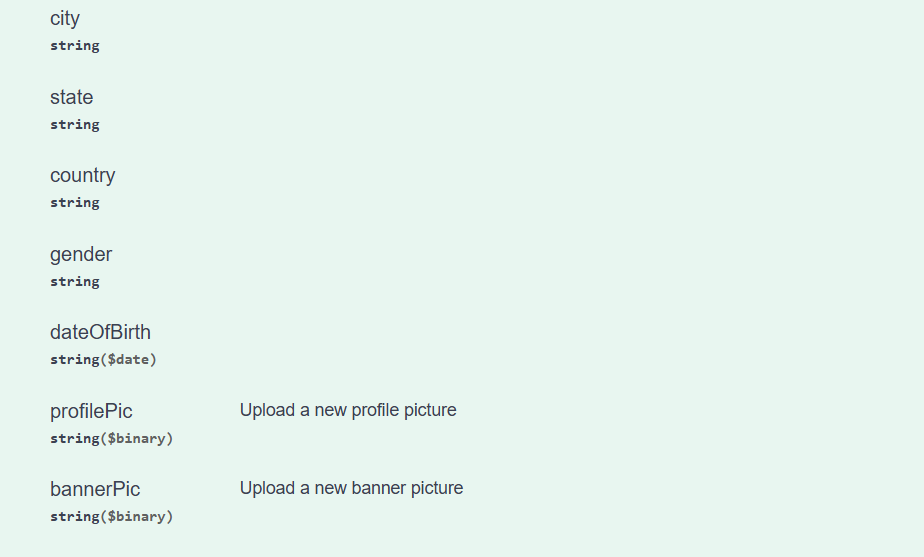 city
string
state
string
country
string
gender
string
dateOfBirth
string($date)
profilePic Upload a new profile picture
string($binary)
bannerPic Upload a new banner picture
string($binary)